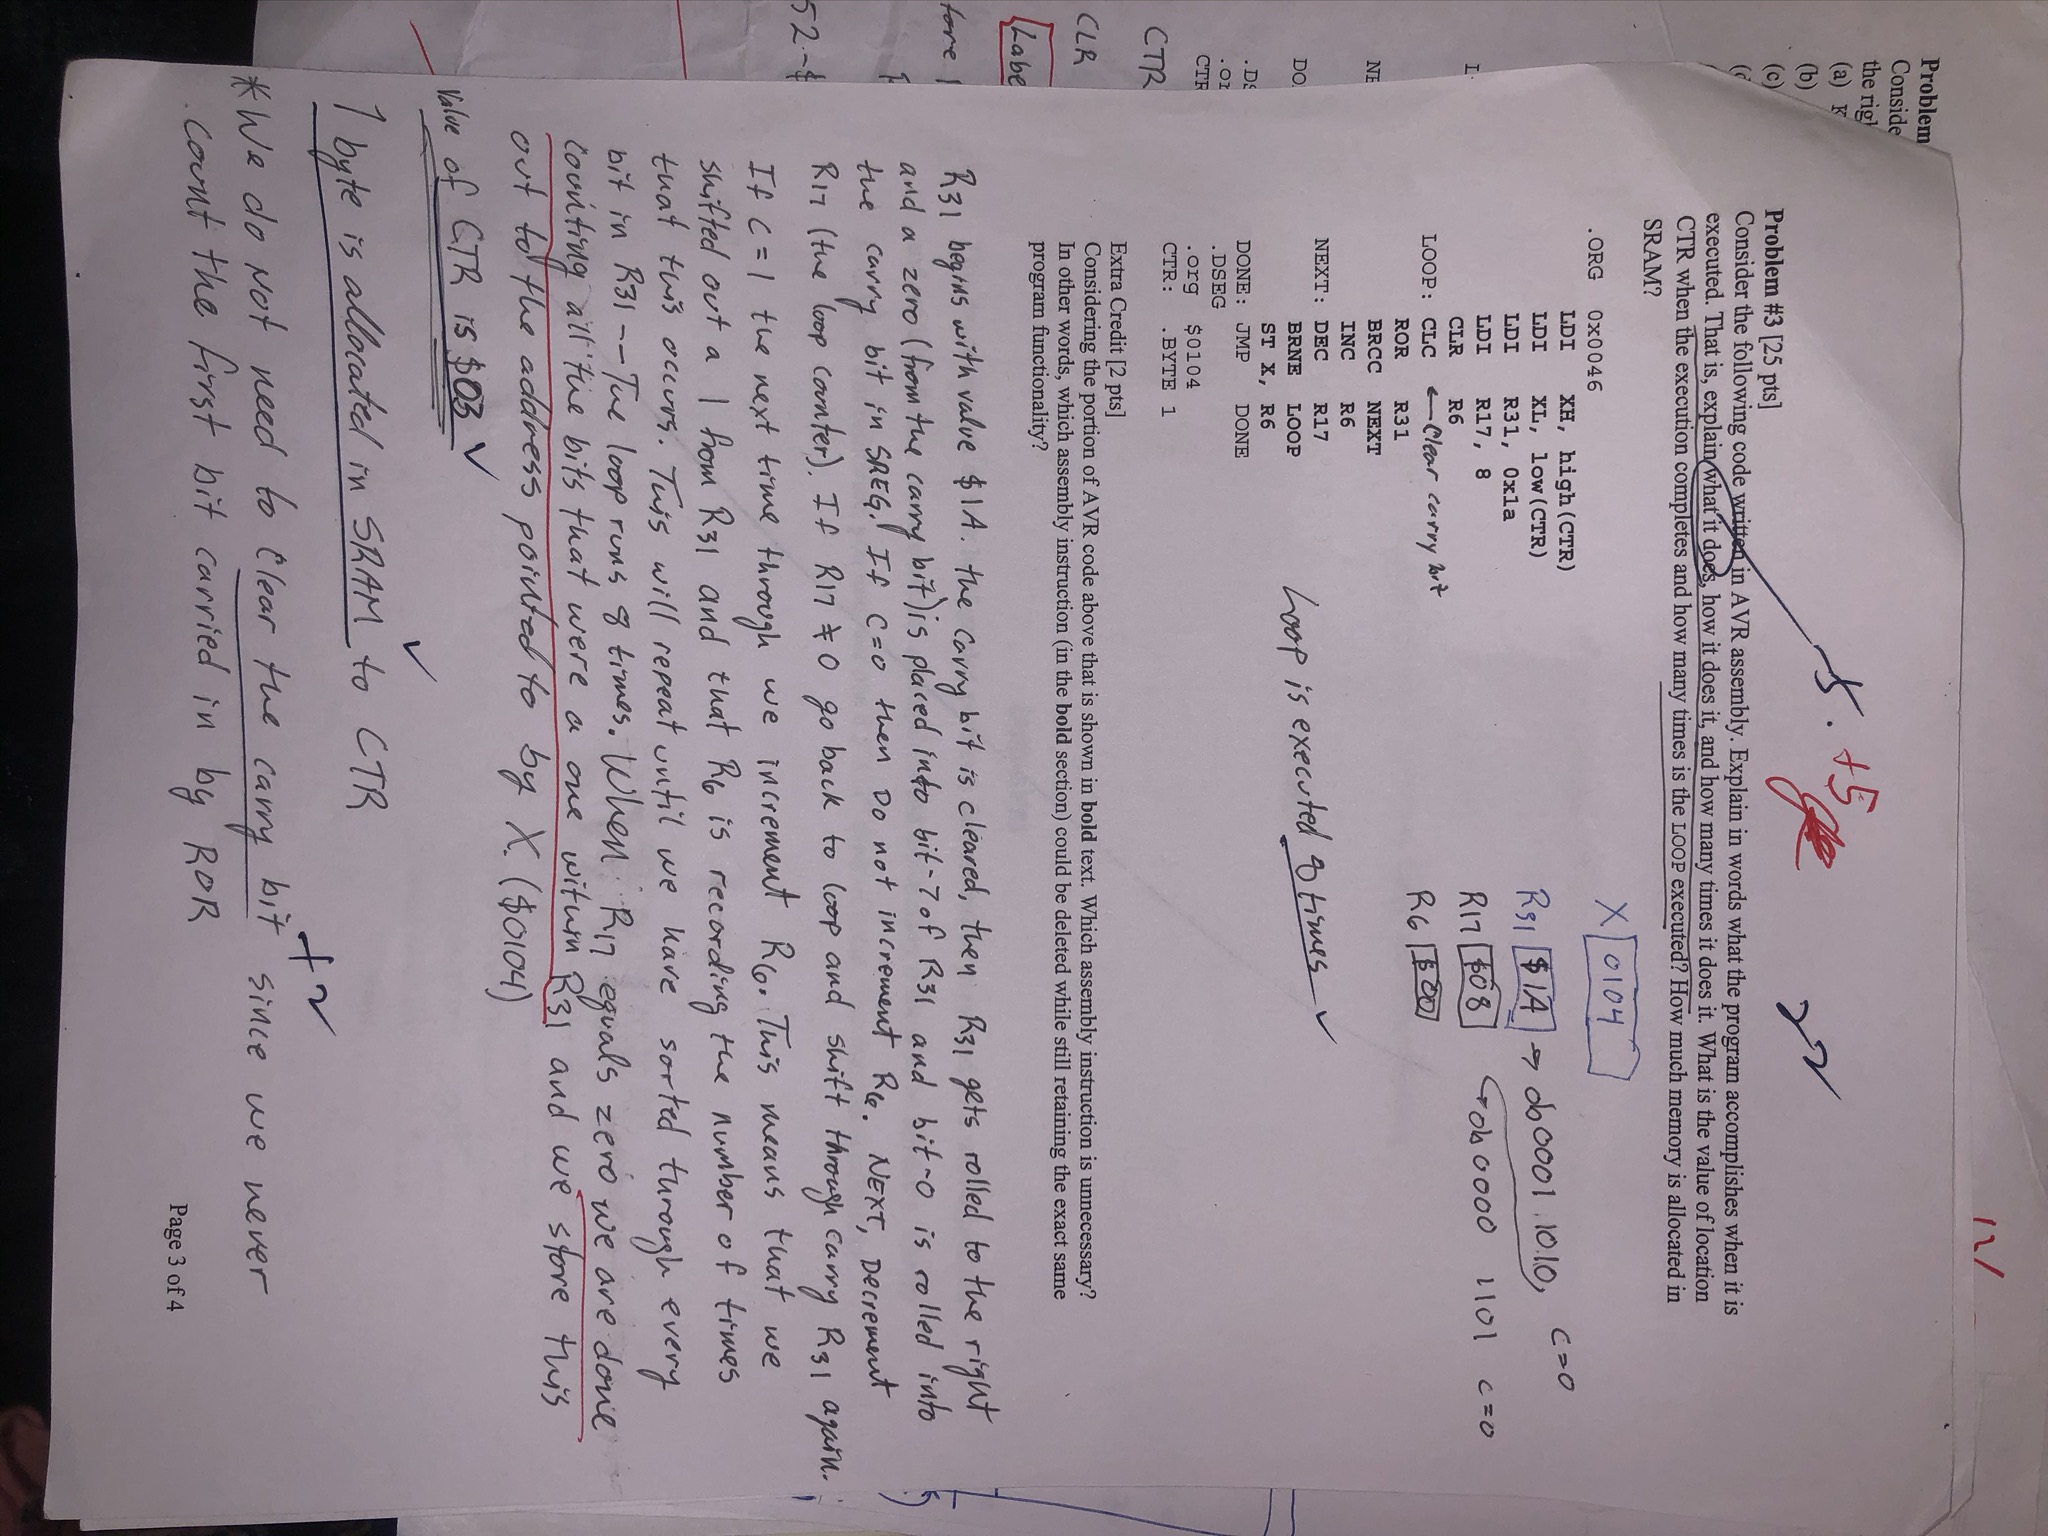 Problem
Conside
the righ
(a) K
(b)
(c)
NE
DO
.DS
.or
CTR
CTR
CLR
Labe
tore
52-$
12/
-5. +5
22
Problem #3 [25 pts]
Consider the following code written in AVR assembly. Explain in words what the program accomplishes when it is
executed. That is, explain what it does, how it does it, and how many times it does it. What is the value of location
CTR when the execution completes and how many times is the LOOP executed? How much memory is allocated in
SRAM?
.ORG 0x0046
LDI XH, high(CTR)
LDI XL, low(CTR)
LDI R31, 0x1a
LDI R17, 8
CLR R6
LOOP: CLC ← Clear carry bit
ROR R31
BRCC NEXT
INC R6
NEXT: DEC R17
BRNE LOOP
ST X, R6
DONE: JMP DONE
.DSEG
.org $0104
CTR: .BYTE 1
X 0104
R31 $1A → ob0001 1010, C=0
R17 $08 → ob 0000 1101 C=0
R6 $00
Loop is executed 8 times ✓
Extra Credit [2 pts]
Considering the portion of AVR code above that is shown in bold text. Which assembly instruction is unnecessary?
In other words, which assembly instruction (in the bold section) could be deleted while still retaining the exact same
program functionality?
R31 begins with value $1A. the carry bit is cleared, then R31 gets rolled to the right
and a zero (from the carry bit) is placed into bit-7 of R31 and bit-0 is rolled into
the carry bit in SREG. If C=0 then Do not increment R6. NEXT, Decrement
R17 (the loop counter). If R17 ≠ 0 go back to loop and shift through carry R31 again.
If C=1 the next time through we increment R6. This means that we
shifted out a 1 from R31 and that R6 is recording the number of times
that this occurs. This will repeat until we have sorted through every
bit in R31 -- The loop runs 8 times. When R17 equals zero we are done
counting all the bits that were a one within R31 and we store this
out to the address pointed to by X. ($0104)
Value of CTR is $03 ✓
1 byte is allocated in SRAM to CTR ✓
+2
*We do not need to clear the carry bit since we never
count the first bit carried in by ROR
Page 3 of 4